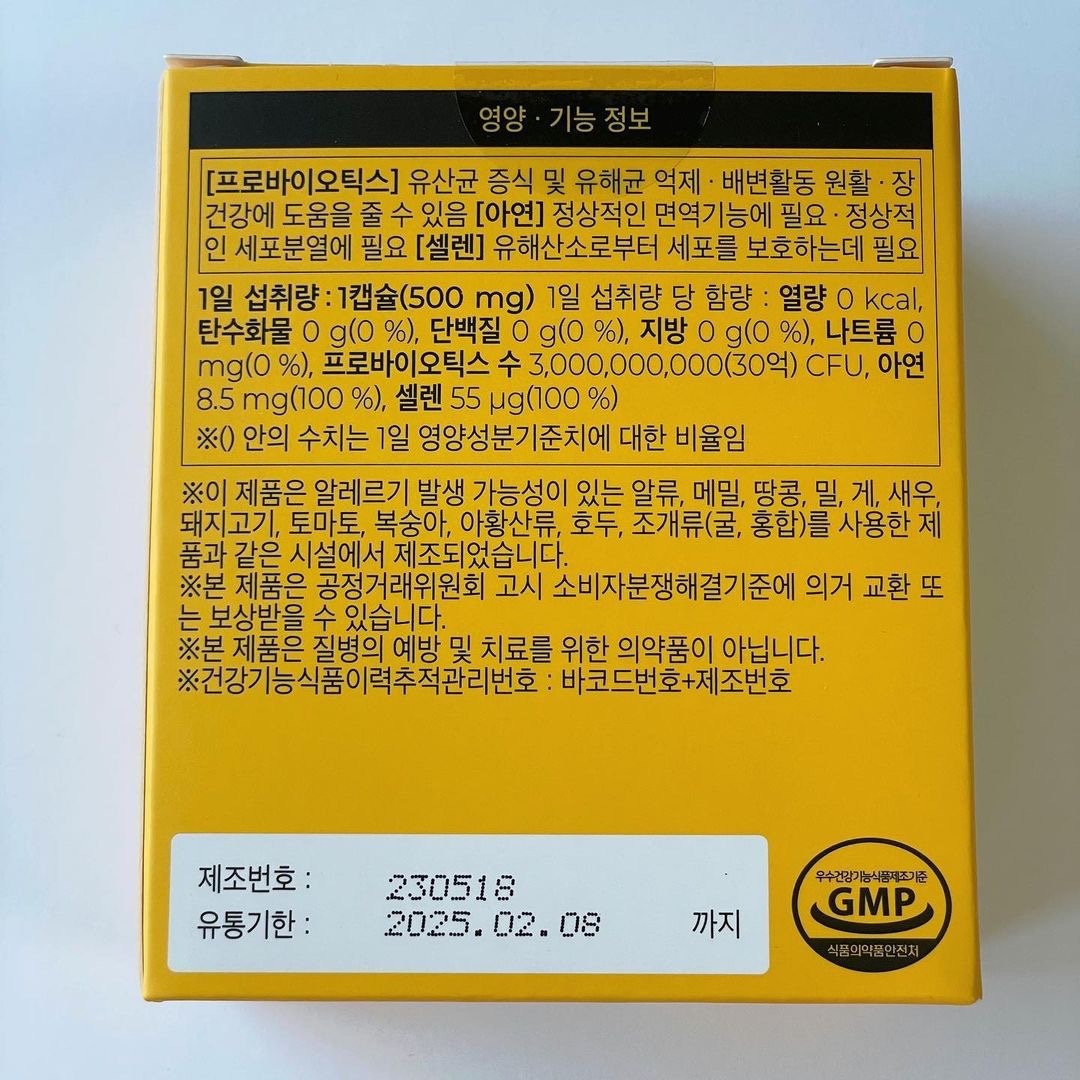 영양 · 기능 정보
[프로바이오틱스] 유산균 증식 및 유해균 억제 · 배변활동 원활 · 장
건강에 도움을 줄 수 있음 [아연] 정상적인 면역기능에 필요 · 정상적
인 세포분열에 필요 [셀렌] 유해산소로부터 세포를 보호하는데 필요
1일 섭취량 : 1캡슐(500 mg) 1일 섭취량 당 함량 : 열량 0 kcal,
탄수화물 0 g(0 %), 단백질 0 g(0 %), 지방 0 g(0 %), 나트륨 0
mg(0 %), 프로바이오틱스 수 3,000,000,000(30억) CFU, 아연
8.5 mg(100 %), 셀렌 55 µg(100 %)
※() 안의 수치는 1일 영양성분기준치에 대한 비율임
※이 제품은 알레르기 발생 가능성이 있는 알류, 메밀, 땅콩, 밀, 게, 새우,
돼지고기, 토마토, 복숭아, 아황산류, 호두, 조개류(굴, 홍합)를 사용한 제
품과 같은 시설에서 제조되었습니다.
※본 제품은 공정거래위원회 고시 소비자분쟁해결기준에 의거 교환 또
는 보상받을 수 있습니다.
※본 제품은 질병의 예방 및 치료를 위한 의약품이 아닙니다.
※건강기능식품이력추적관리번호 : 바코드번호+제조번호
제조번호 : 230518
유통기한 : 2025.02.08 까지
우수건강기능식품제조기준
GMP
식품의약품안전처